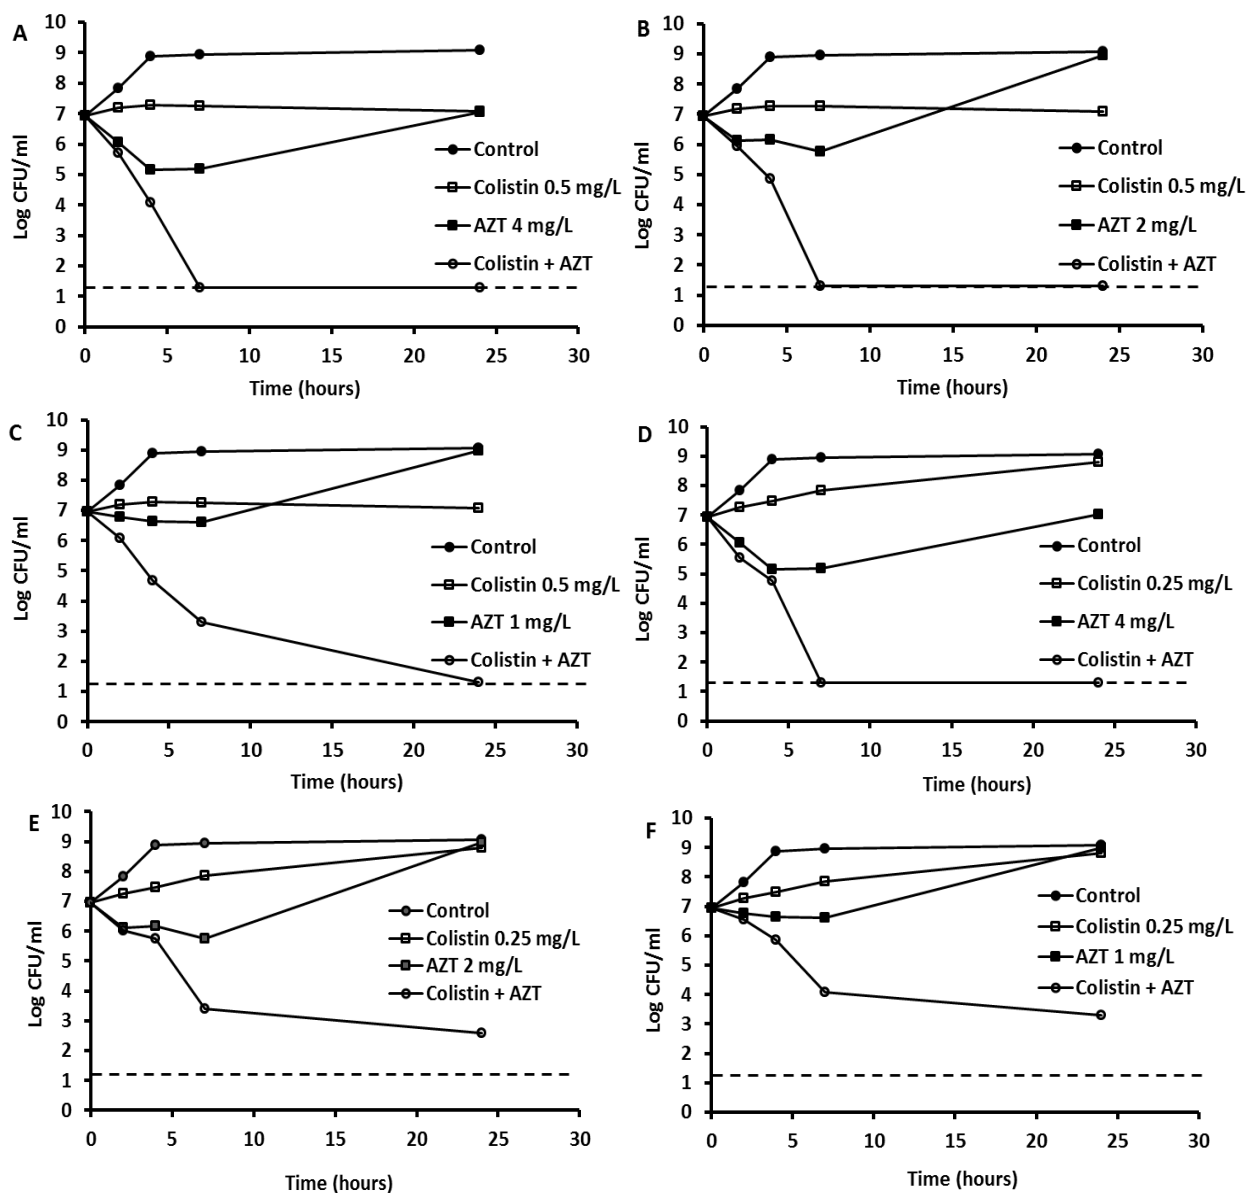 A
10
9
8
7
6
5
4
3
2
1
0
Log CFU/ml
Control
Colistin 0.5 mg/L
AZT 4 mg/L
Colistin + AZT
0 5 10 15 20 25 30
Time (hours)
B
10
9
8
7
6
5
4
3
2
1
0
Log CFU/ml
Control
Colistin 0.5 mg/L
AZT 2 mg/L
Colistin + AZT
0 5 10 15 20 25 30
Time (hours)
C
10
9
8
7
6
5
4
3
2
1
0
Log CFU/ml
Control
Colistin 0.5 mg/L
AZT 1 mg/L
Colistin + AZT
0 5 10 15 20 25 30
Time (hours)
D
10
9
8
7
6
5
4
3
2
1
0
Log CFU/ml
Control
Colistin 0.25 mg/L
AZT 4 mg/L
Colistin + AZT
0 5 10 15 20 25 30
Time (hours)
E
10
9
8
7
6
5
4
3
2
1
0
Log CFU/ml
Control
Colistin 0.25 mg/L
AZT 2 mg/L
Colistin + AZT
0 5 10 15 20 25 30
Time (hours)
F
10
9
8
7
6
5
4
3
2
1
0
Log CFU/ml
Control
Colistin 0.25 mg/L
AZT 1 mg/L
Colistin + AZT
0 5 10 15 20 25 30
Time (hours)